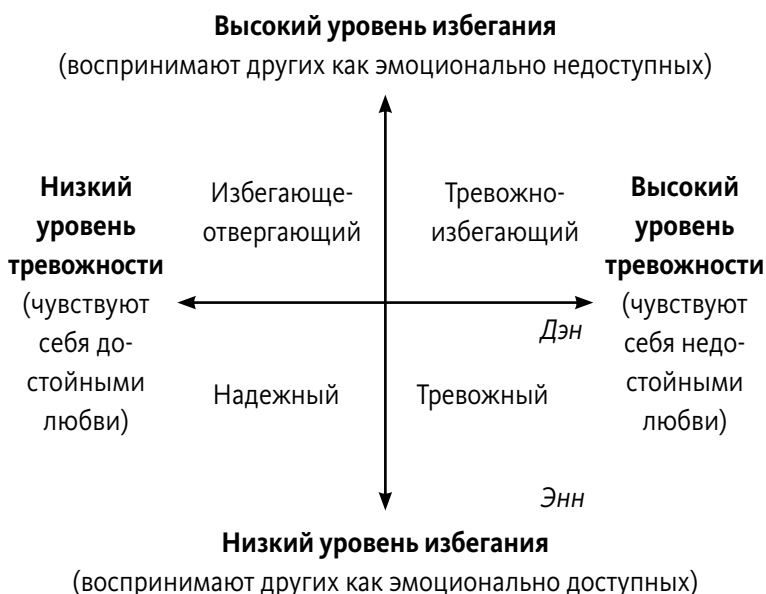 Высокий уровень избегания
(воспринимают других как эмоционально недоступных)
Низкий
уровень
тревожности
(чувствуют
себя до-
стойными
любви)
Избегающе-
отвергающий
Тревожно-
избегающий
Высокий
уровень
тревожности
(чувствуют
себя недо-
стойными
любви)
Дэн
Надежный
Тревожный
Энн
Низкий уровень избегания
(воспринимают других как эмоционально доступных)